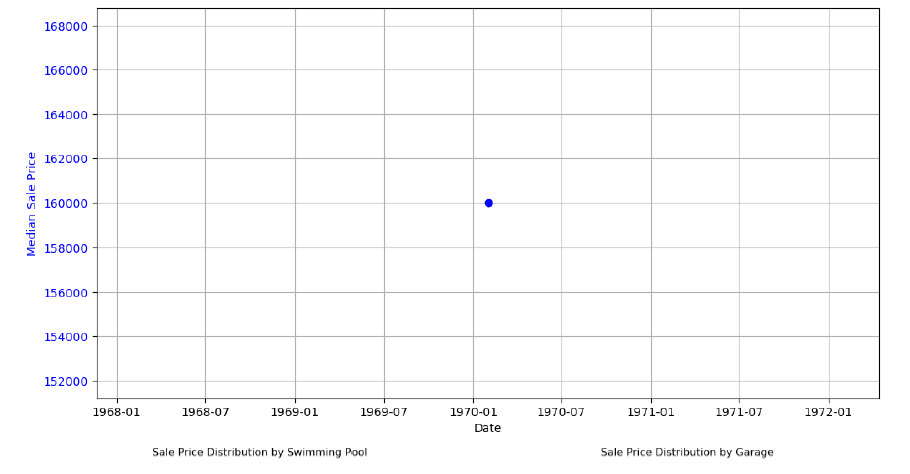 168000
166000
164000
162000
160000
158000
156000
154000
152000
Median Sale Price
1968-01 1968-07 1969-01 1969-07 1970-01 1970-07 1971-01 1971-07 1972-01
Date
Sale Price Distribution by Swimming Pool Sale Price Distribution by Garage